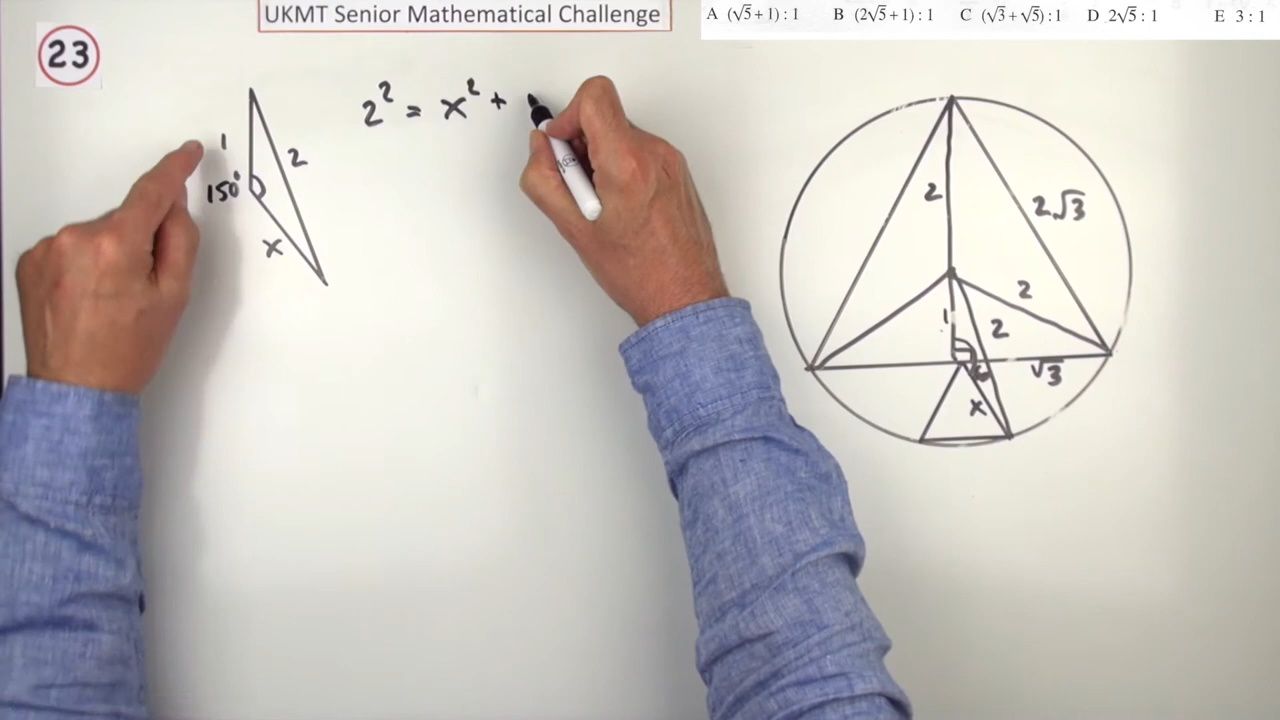 UKMT Senior Mathematical Challenge
A (√5+1) : 1 B (2√5+1) : 1 C (√3+√5) : 1 D 2√5 : 1 E 3 : 1
23
2² = x² +
1
2
150°
x
2
2√3
2
1
2
√3
x